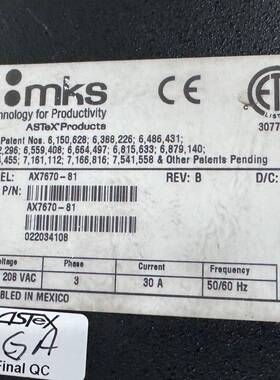 mks
echnology for Productivity
ASTeX Products
Patent Nos. 6,150,628; 6,388,226; 6,486,431;
2,296; 6,559,408; 6,664,497; 6,815,633; 6,879,140;
4,455; 7,161,112; 7,166,816; 7,541,558 & Other Patents Pending
CE
3077
EL: AX7670-81 REV: B D/C:
P/N:
AX7670-81
022034108
oltage Phase Current Frequency
208 VAC 3 30 A 50/60 Hz
BLED IN MEXICO
ASTeX
GA
Final QC